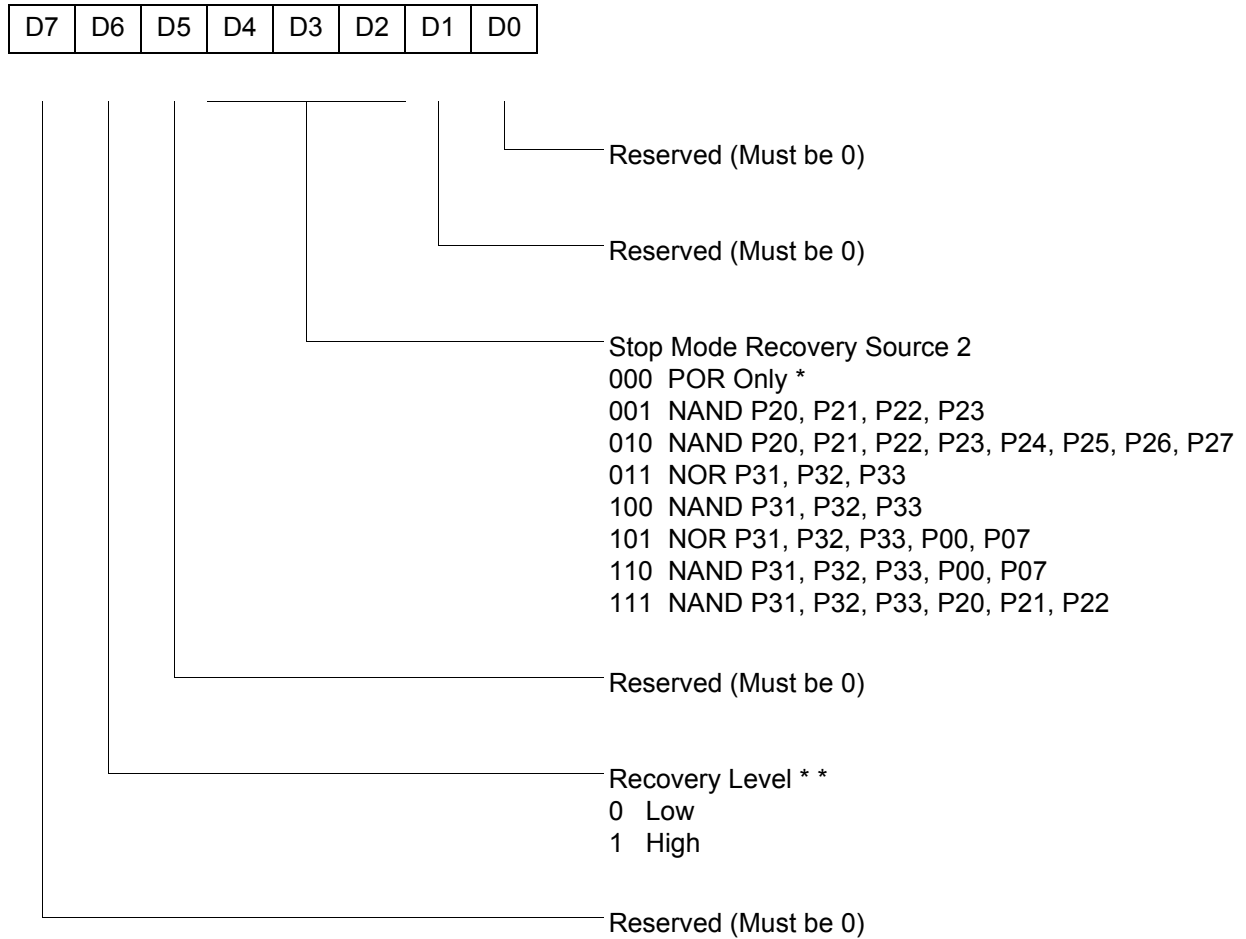 D7 D6 D5 D4 D3 D2 D1 D0
Reserved (Must be 0)
Reserved (Must be 0)
Stop Mode Recovery Source 2
000 POR Only *
001 NAND P20, P21, P22, P23
010 NAND P20, P21, P22, P23, P24, P25, P26, P27
011 NOR P31, P32, P33
100 NAND P31, P32, P33
101 NOR P31, P32, P33, P00, P07
110 NAND P31, P32, P33, P00, P07
111 NAND P31, P32, P33, P20, P21, P22
Reserved (Must be 0)
Recovery Level * *
0 Low
1 High
Reserved (Must be 0)